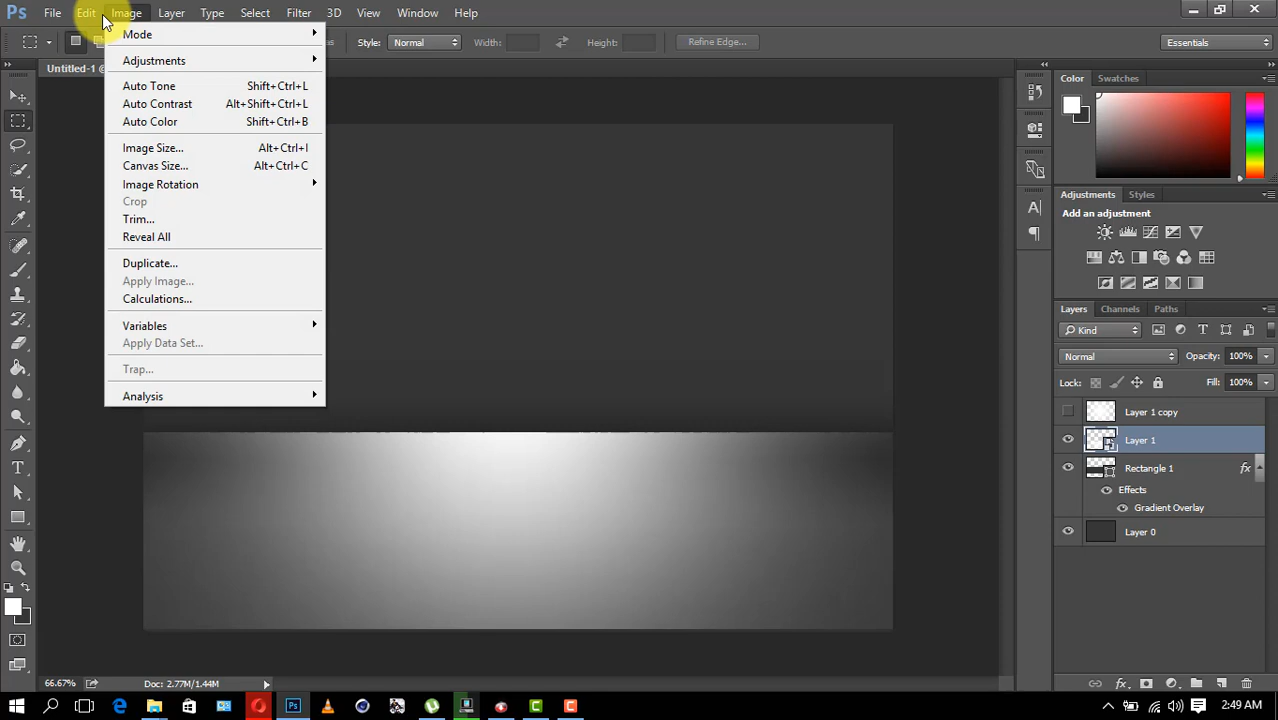 Ps File Edit Image Layer Type Select Filter 3D View Window Help
Style: Normal Width: Height: Refine Edge... Essentials
Untitled-1 @
Mode
Adjustments
Auto Tone Shift+Ctrl+L
Auto Contrast Alt+Shift+Ctrl+L
Auto Color Shift+Ctrl+B
Image Size... Alt+Ctrl+I
Canvas Size... Alt+Ctrl+C
Image Rotation
Crop
Trim...
Reveal All
Duplicate...
Apply Image...
Calculations...
Variables
Apply Data Set...
Trap...
Analysis
Color Swatches
Adjustments Styles
Add an adjustment
Layers Channels Paths
Kind
Normal Opacity: 100%
Lock: Fill: 100%
Layer 1 copy
Layer 1
Rectangle 1 fx
Effects
Gradient Overlay
Layer 0
66.67% Doc: 2.77M/1.44M
2:49 AM